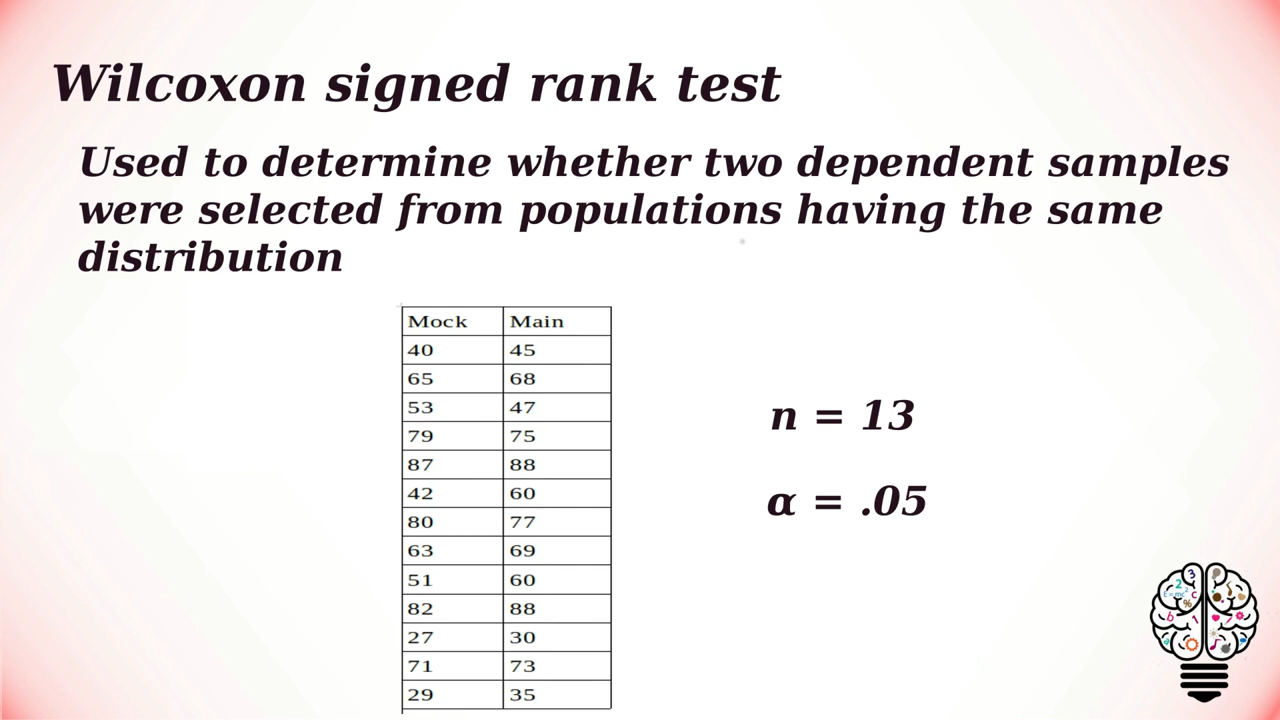 Wilcoxon signed rank test
Used to determine whether two dependent samples
were selected from populations having the same
distribution
Mock Main
40 45
65 68
53 47
79 75
87 88
42 60
80 77
63 69
51 60
82 88
27 30
71 73
29 35
n = 13
α = .05